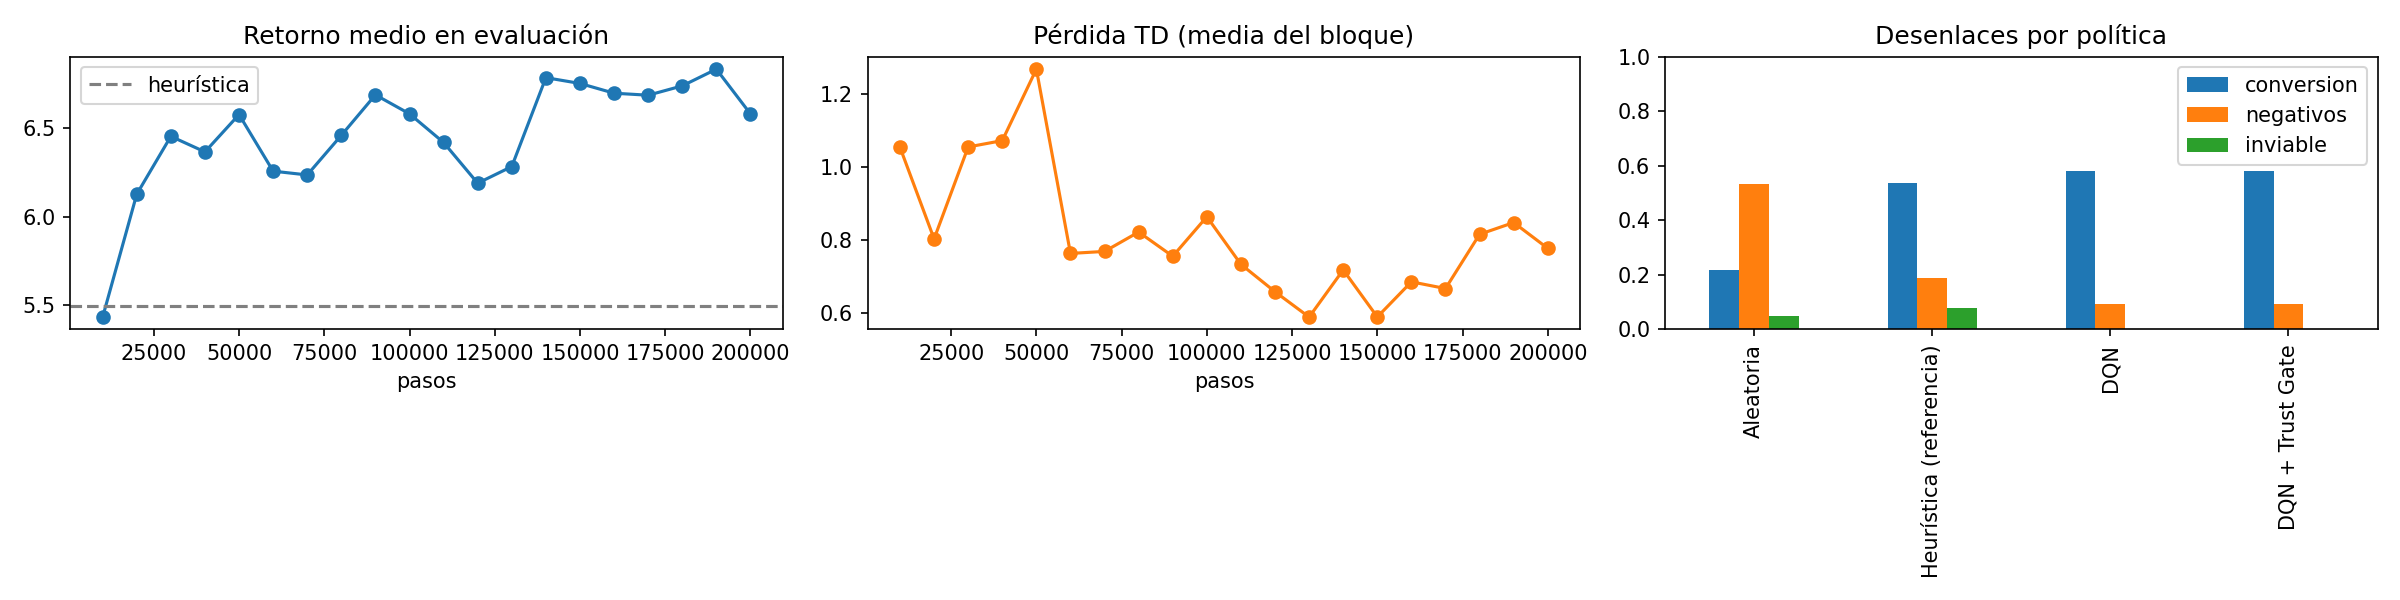 Retorno medio en evaluación
heurística
6.5
6.0
5.5
25000 50000 75000 100000 125000 150000 175000 200000
pasos
Pérdida TD (media del bloque)
1.2
1.0
0.8
0.6
25000 50000 75000 100000 125000 150000 175000 200000
pasos
Desenlaces por política
conversion
negativos
inviable
1.0
0.8
0.6
0.4
0.2
0.0
Aleatoria
Heurística (referencia)
DQN
DQN + Trust Gate